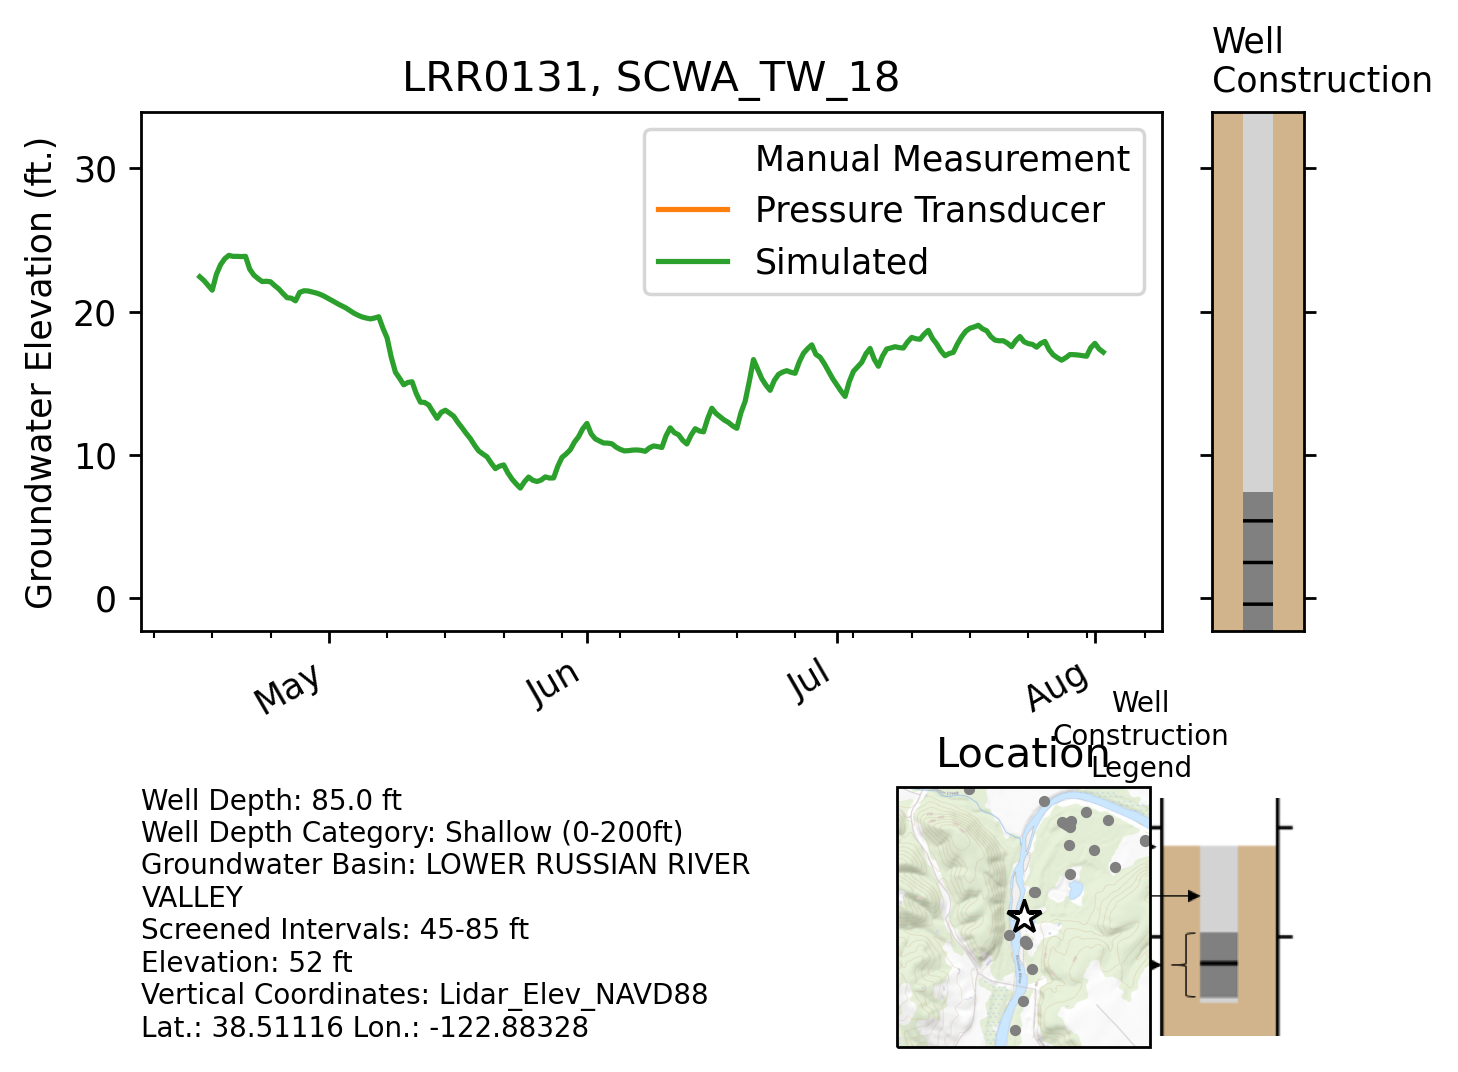 Well
Construction
LRR0131, SCWA_TW_18
Groundwater Elevation (ft.)
30
20
10
0
Manual Measurement
Pressure Transducer
Simulated
May
Jun
Jul
Aug
Well Depth: 85.0 ft
Well Depth Category: Shallow (0-200ft)
Groundwater Basin: LOWER RUSSIAN RIVER
VALLEY
Screened Intervals: 45-85 ft
Elevation: 52 ft
Vertical Coordinates: Lidar_Elev_NAVD88
Lat.: 38.51116 Lon.: -122.88328
Location
Well
Construction
Legend